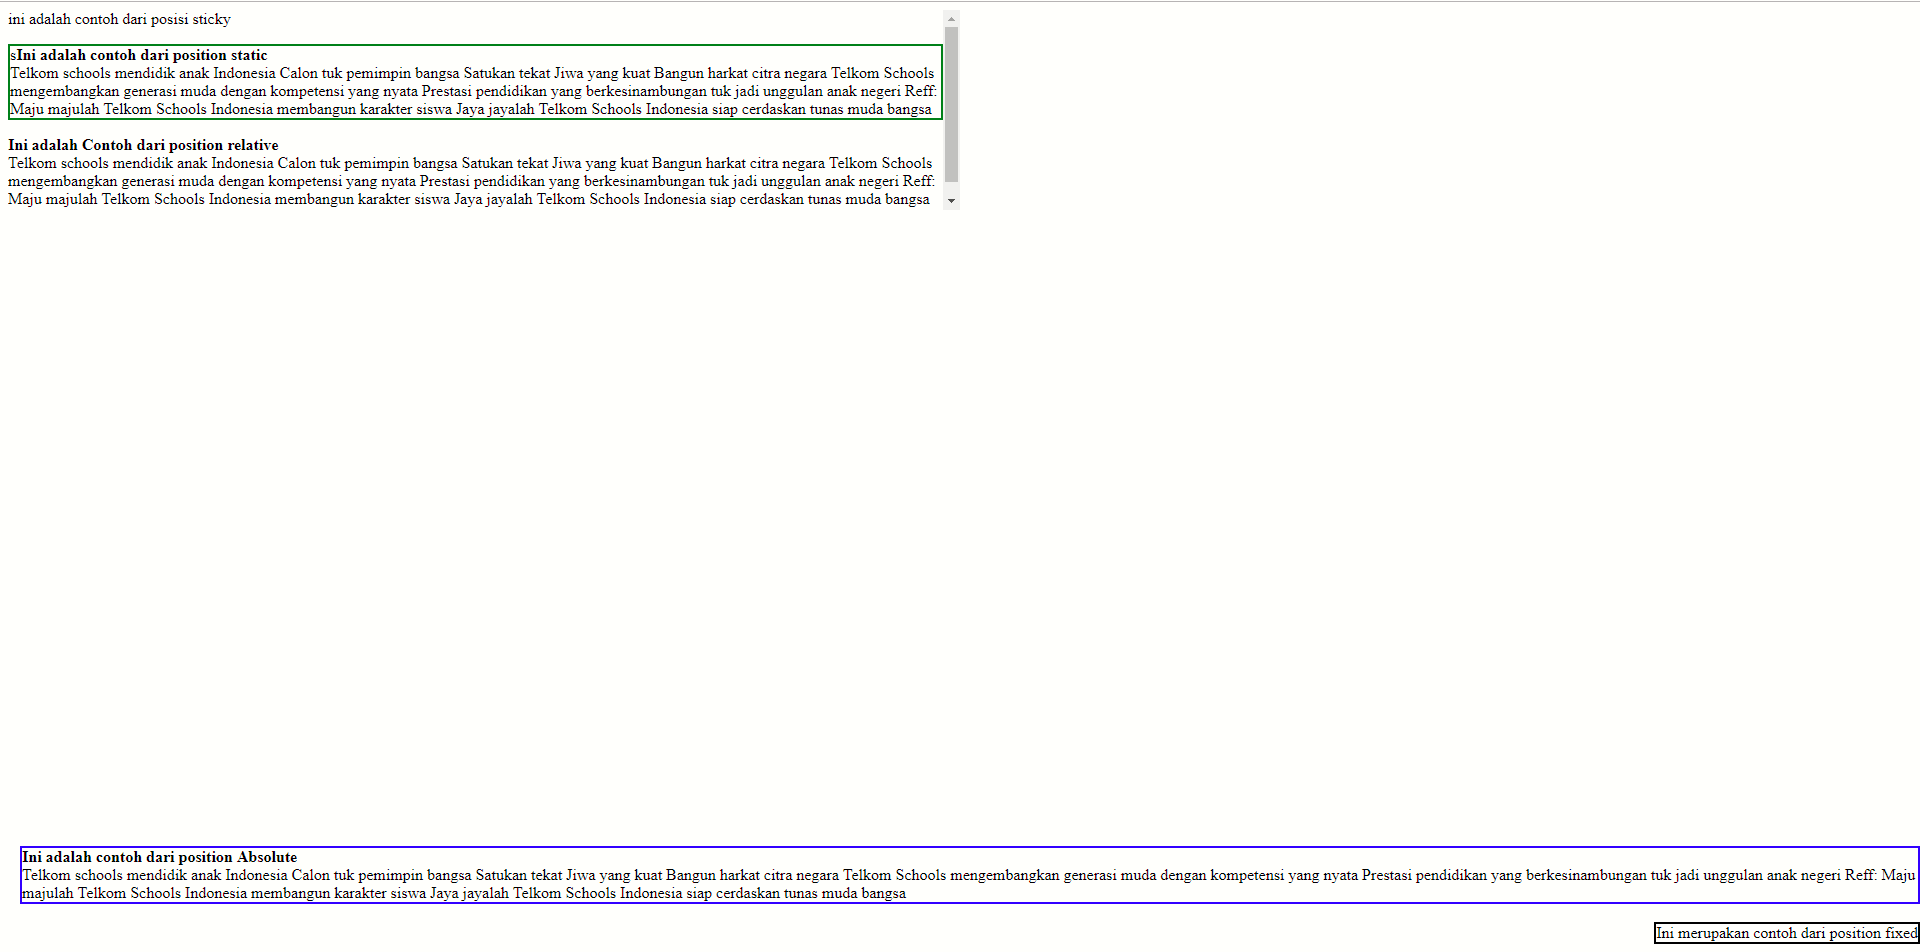 ini adalah contoh dari posisi sticky
sIni adalah contoh dari position static
Telkom schools mendidik anak Indonesia Calon tuk pemimpin bangsa Satukan tekat Jiwa yang kuat Bangun harkat citra negara Telkom Schools
mengembangkan generasi muda dengan kompetensi yang nyata Prestasi pendidikan yang berkesinambungan tuk jadi unggulan anak negeri Reff:
Maju majulah Telkom Schools Indonesia membangun karakter siswa Jaya jayalah Telkom Schools Indonesia siap cerdaskan tunas muda bangsa
Ini adalah Contoh dari position relative
Telkom schools mendidik anak Indonesia Calon tuk pemimpin bangsa Satukan tekat Jiwa yang kuat Bangun harkat citra negara Telkom Schools
mengembangkan generasi muda dengan kompetensi yang nyata Prestasi pendidikan yang berkesinambungan tuk jadi unggulan anak negeri Reff:
Maju majulah Telkom Schools Indonesia membangun karakter siswa Jaya jayalah Telkom Schools Indonesia siap cerdaskan tunas muda bangsa
Ini adalah contoh dari position Absolute
Telkom schools mendidik anak Indonesia Calon tuk pemimpin bangsa Satukan tekat Jiwa yang kuat Bangun harkat citra negara Telkom Schools mengembangkan generasi muda dengan kompetensi yang nyata Prestasi pendidikan yang berkesinambungan tuk jadi unggulan anak negeri Reff: Maju
majulah Telkom Schools Indonesia membangun karakter siswa Jaya jayalah Telkom Schools Indonesia siap cerdaskan tunas muda bangsa
Ini merupakan contoh dari position fixed